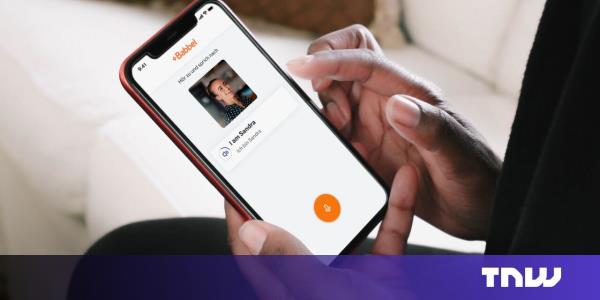 9:41
+Babbel
Hör zu und sprich nach
I am Sandra
Ich bin Sandra
TNW